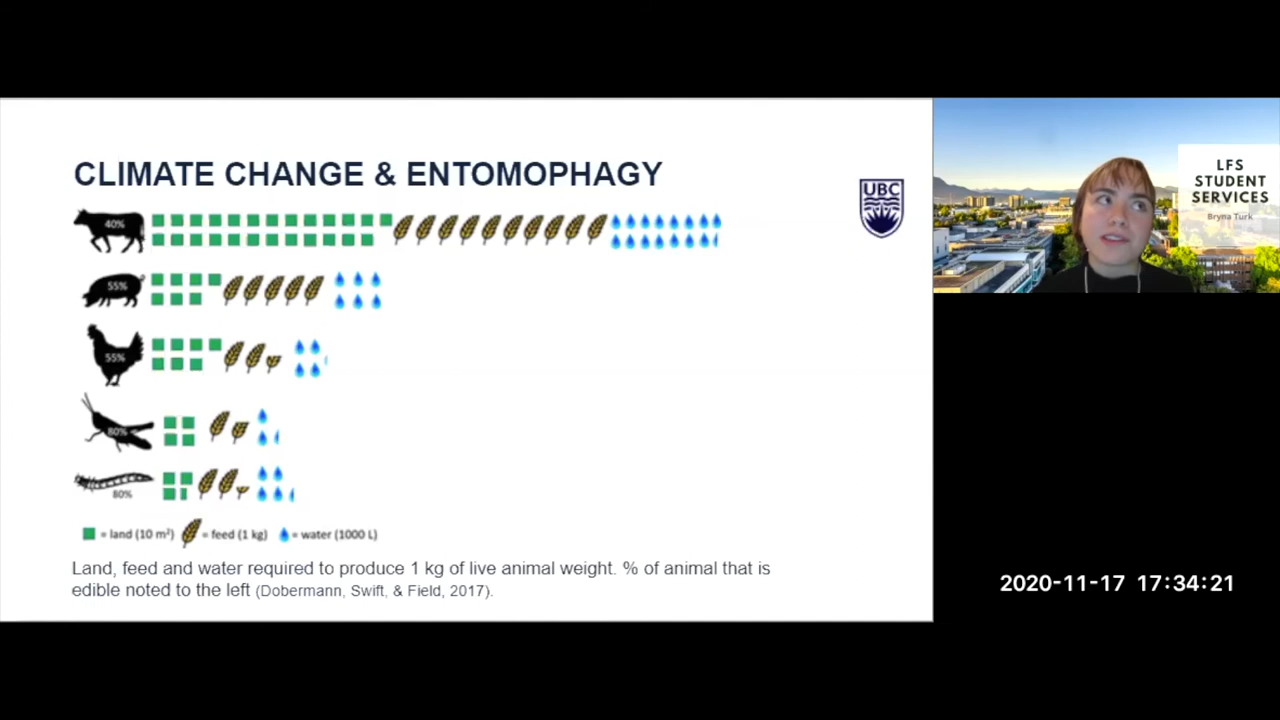 CLIMATE CHANGE & ENTOMOPHAGY
UBC
40%
55%
55%
80%
80%
= land (10 m²) = feed (1 kg) = water (1000 L)
Land, feed and water required to produce 1 kg of live animal weight. % of animal that is
edible noted to the left (Dobermann, Swift, & Field, 2017).
LFS
STUDENT
SERVICES
Bryna Turk
2020-11-17 17:34:21